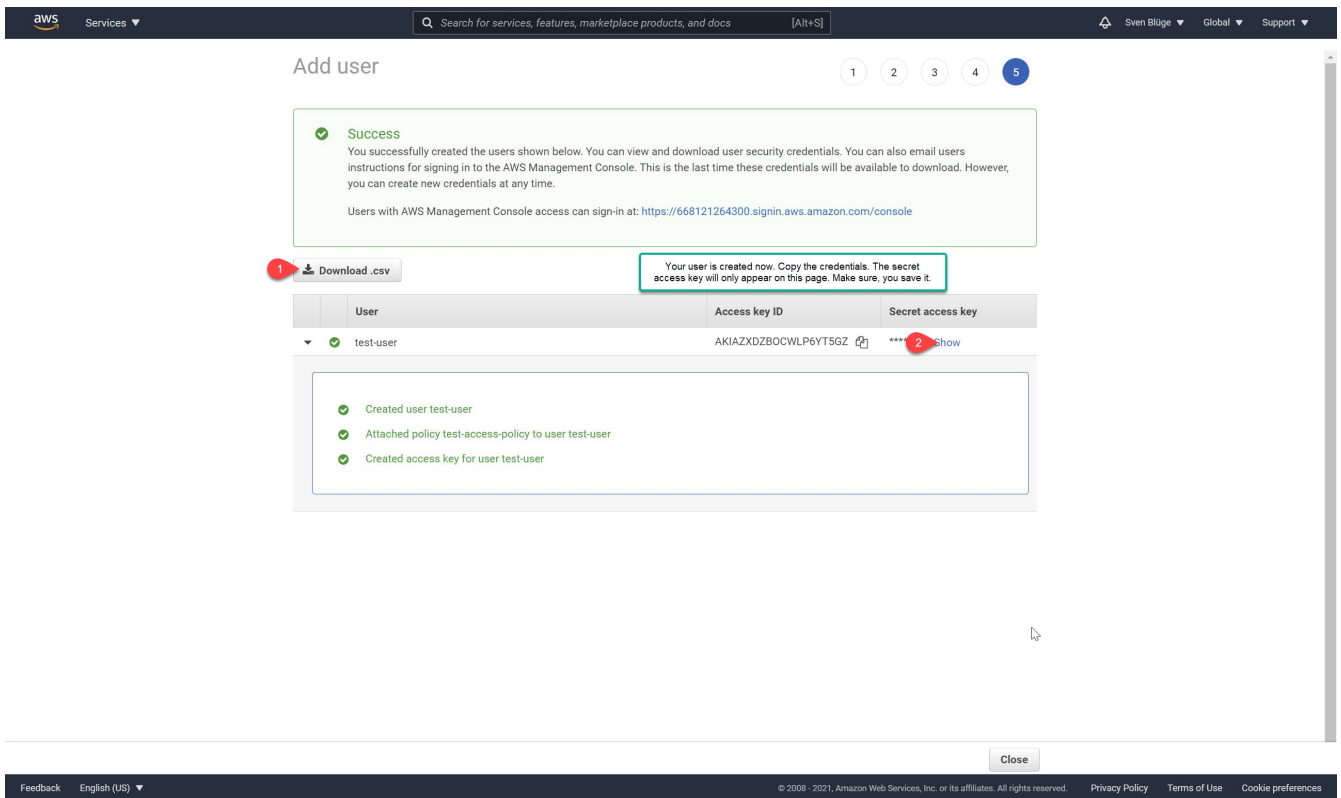 aws Services ▼ Search for services, features, marketplace products, and docs [Alt+S] Sven Blüge ▼ Global ▼ Support ▼
Add user 1 2 3 4 5
Success
You successfully created the users shown below. You can view and download user security credentials. You can also email users
instructions for signing in to the AWS Management Console. This is the last time these credentials will be available to download. However,
you can create new credentials at any time.
Users with AWS Management Console access can sign-in at: https://668121264300.signin.aws.amazon.com/console
1 Download .csv
Your user is created now. Copy the credentials. The secret
access key will only appear on this page. Make sure, you save it.
User Access key ID Secret access key
test-user AKIAZXDZBOCWLP6YT5GZ **** 2 Show
Created user test-user
Attached policy test-access-policy to user test-user
Created access key for user test-user
Close
Feedback English (US) ▼ © 2008 - 2021, Amazon Web Services, Inc. or its affiliates. All rights reserved. Privacy Policy Terms of Use Cookie preferences